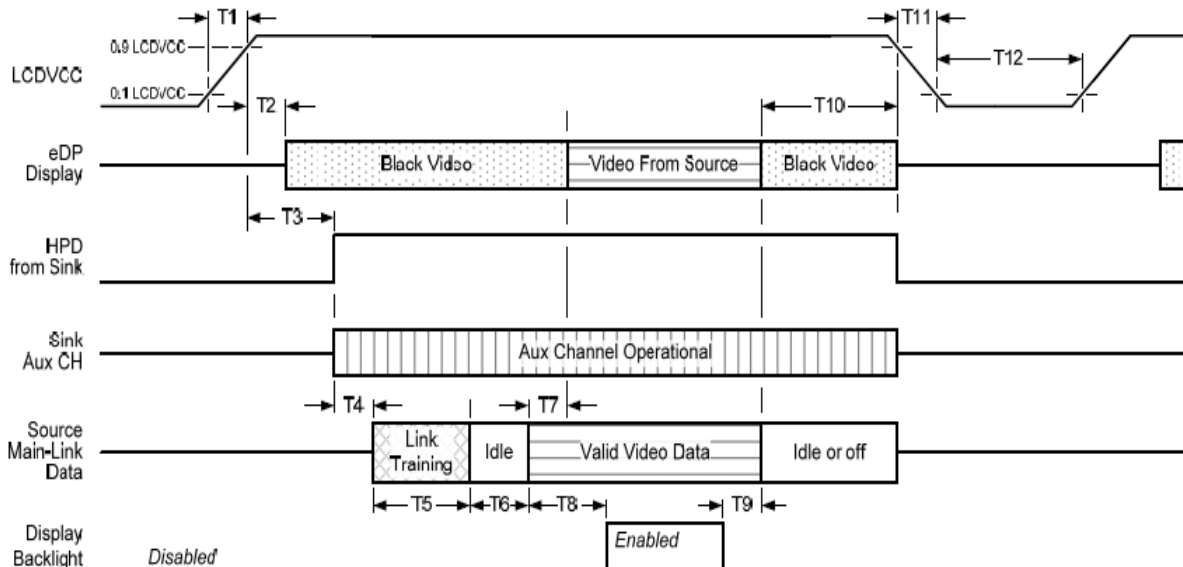 T1
T11
0.9 LCDVCC
T12
LCDVCC
0.1 LCDVCC
T2
T10
eDP
Display
Black Video
Video From Source
Black Video
T3
HPD
from Sink
Sink
Aux CH
Aux Channel Operational
T4
T7
Source
Main-Link
Data
Link
Training
Idle
Valid Video Data
Idle or off
T5
T6
T8
T9
Display
Backlight
Disabled
Enabled